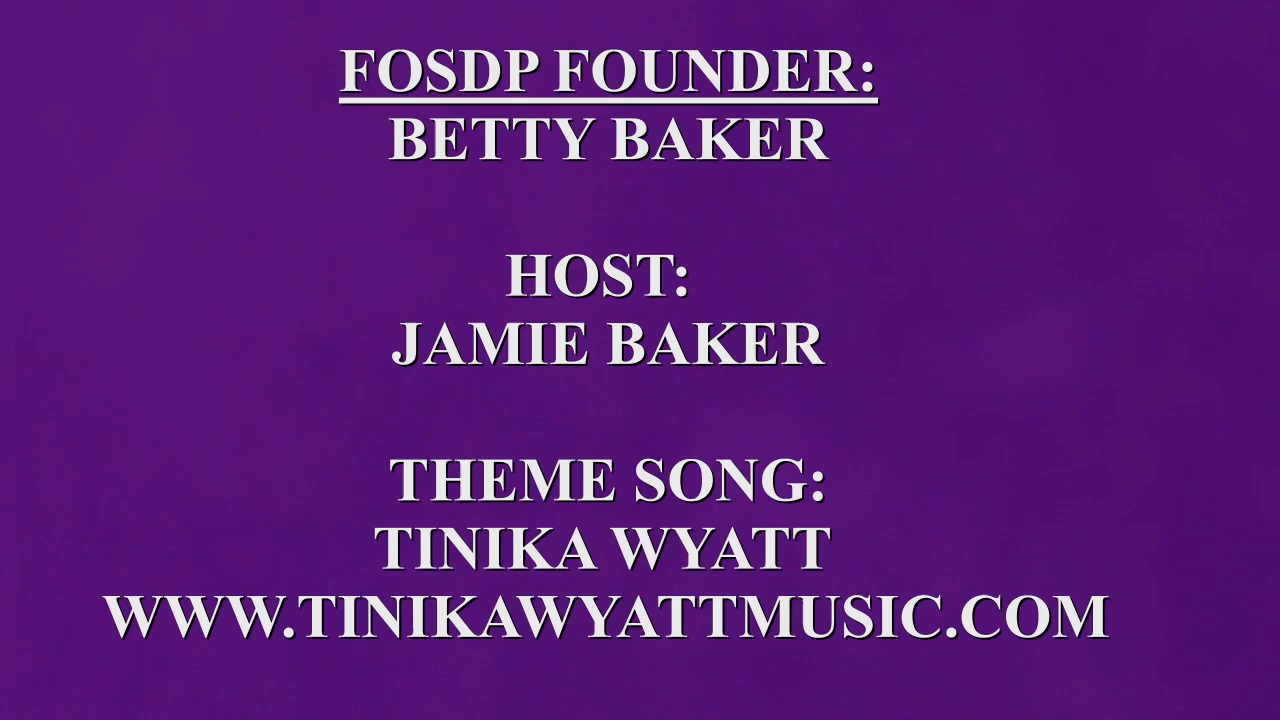 FOSDP FOUNDER:
BETTY BAKER
HOST:
JAMIE BAKER
THEME SONG:
TINIKA WYATT
WWW.TINIKAWYATTMUSIC.COM